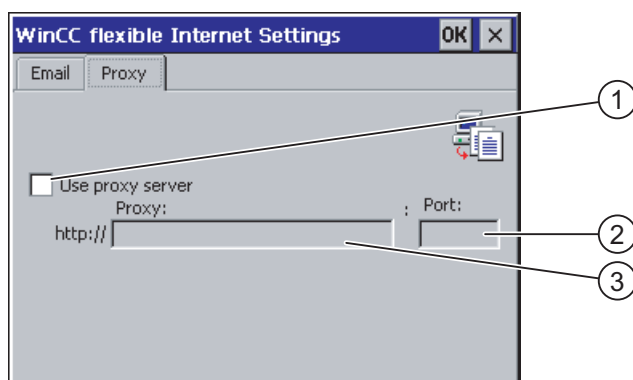 WinCC flexible Internet Settings OK ×
Email Proxy
1
Use proxy server
Proxy: : Port:
http://
2
3